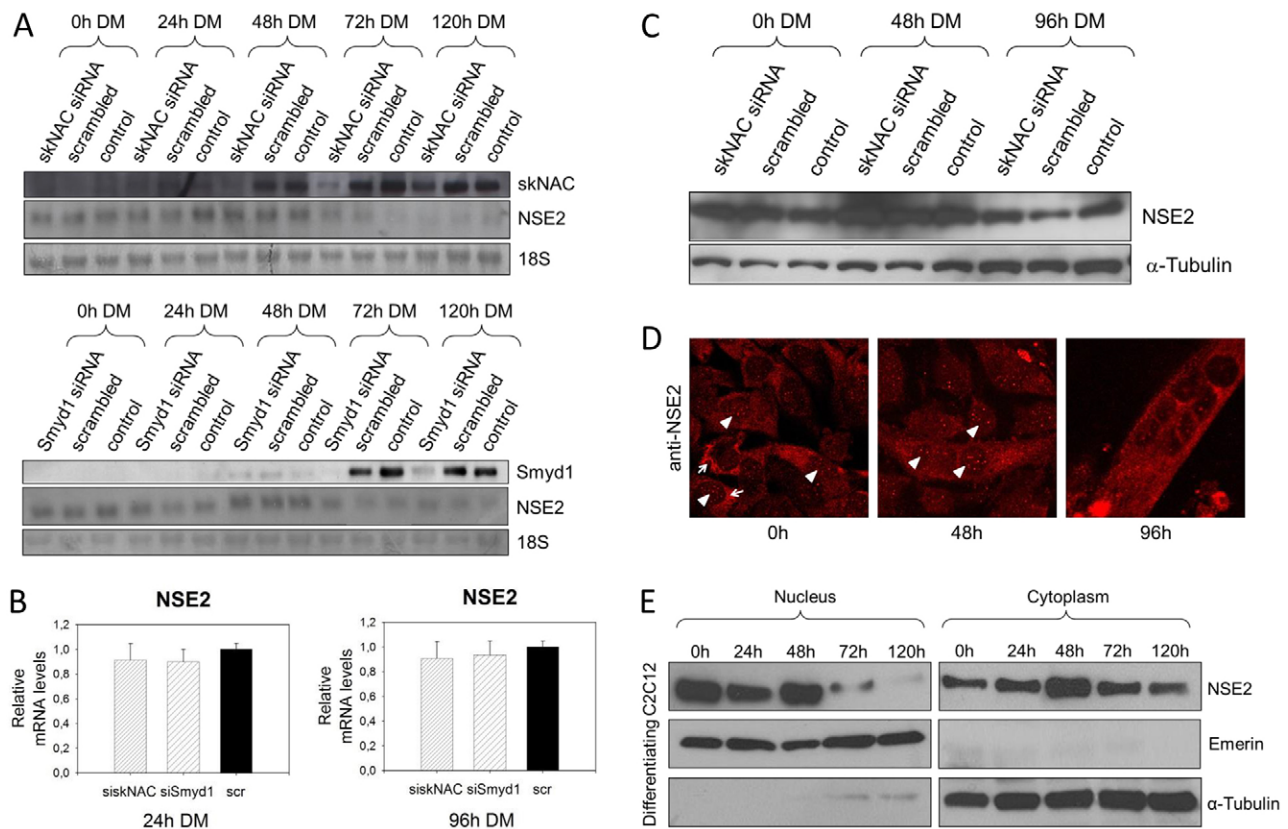 A
0h DM 24h DM 48h DM 72h DM 120h DM
skNAC siRNA scrambled control skNAC siRNA scrambled control skNAC siRNA scrambled control skNAC siRNA scrambled control skNAC siRNA scrambled control
skNAC
NSE2
18S
0h DM 24h DM 48h DM 72h DM 120h DM
Smyd1 siRNA scrambled control Smyd1 siRNA scrambled control Smyd1 siRNA scrambled control Smyd1 siRNA scrambled control Smyd1 siRNA scrambled control
Smyd1
NSE2
18S
B
NSE2
Relative
mRNA levels
1,2
1,0
0,8
0,6
0,4
0,2
0,0
siskNAC siSmyd1 scr
24h DM
NSE2
Relative
mRNA levels
1,2
1,0
0,8
0,6
0,4
0,2
0,0
siskNAC siSmyd1 scr
96h DM
C
0h DM 48h DM 96h DM
skNAC siRNA scrambled control skNAC siRNA scrambled control skNAC siRNA scrambled control
NSE2
α-Tubulin
D
anti-NSE2
0h 48h 96h
E
Nucleus Cytoplasm
0h 24h 48h 72h 120h 0h 24h 48h 72h 120h
Differentiating C2C12
NSE2
Emerin
α-Tubulin